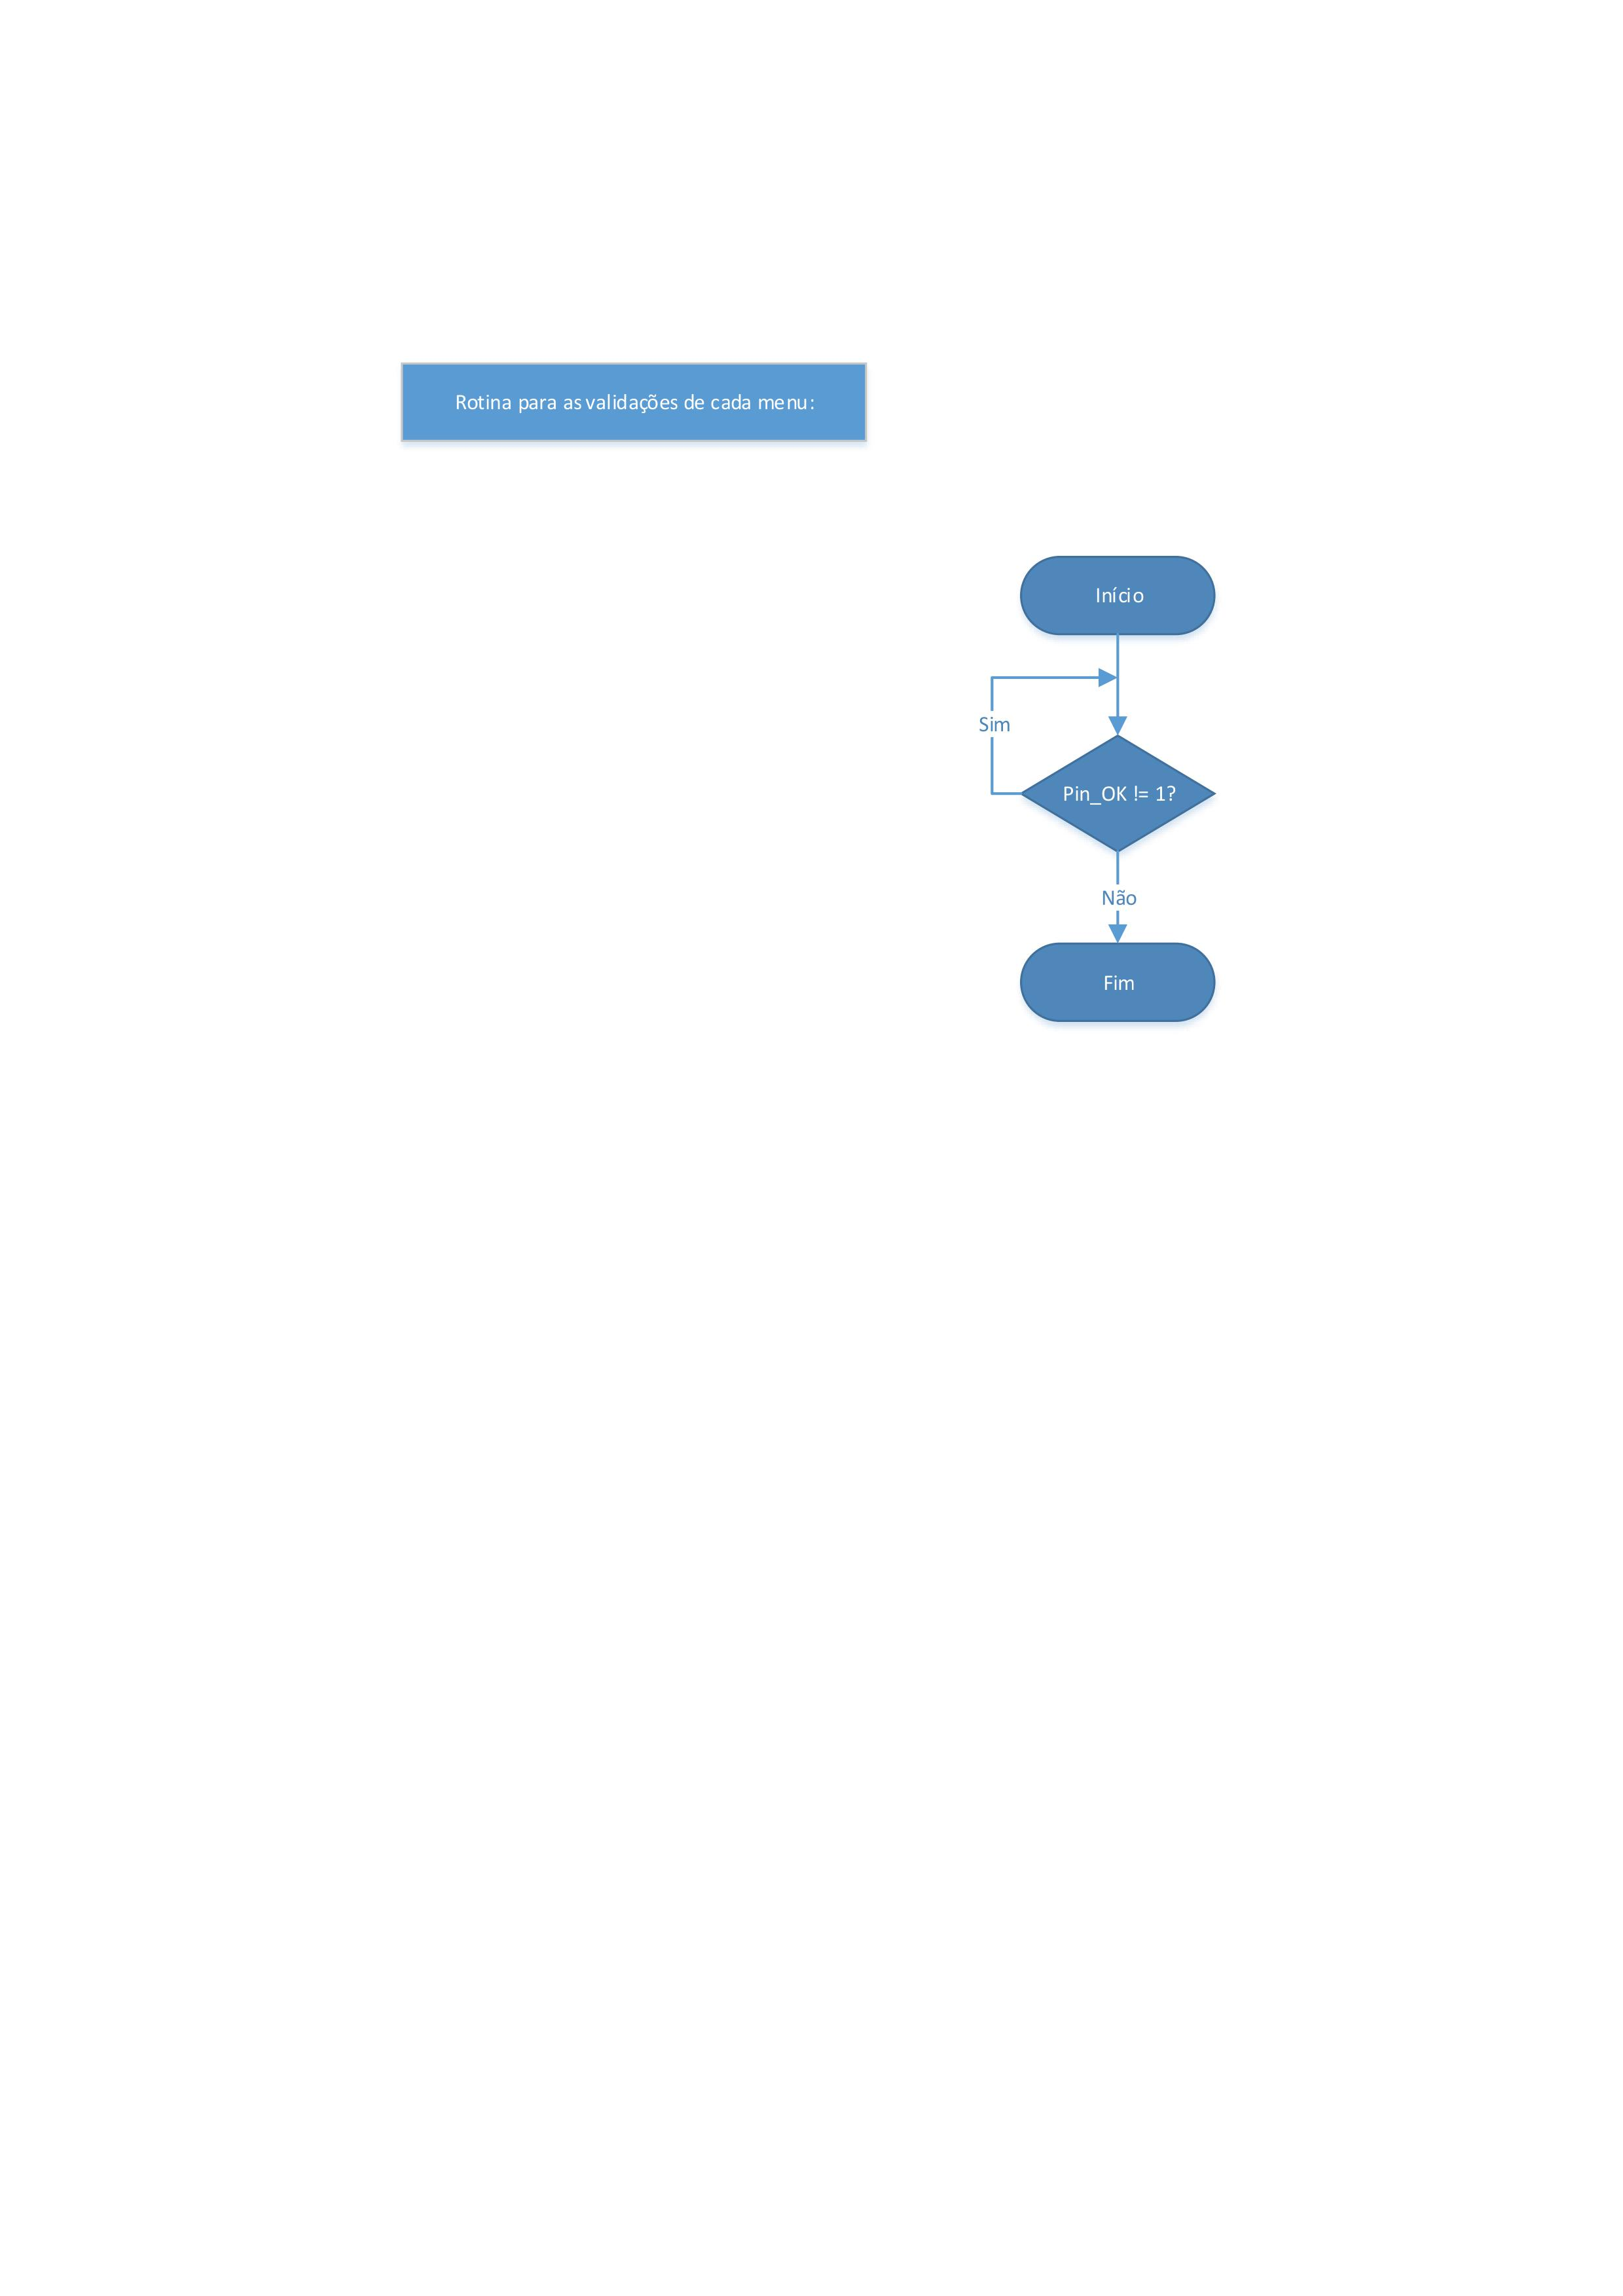 Rotina para as validações de cada menu:
Início
Sim
Pin_OK != 1?
Não
Fim